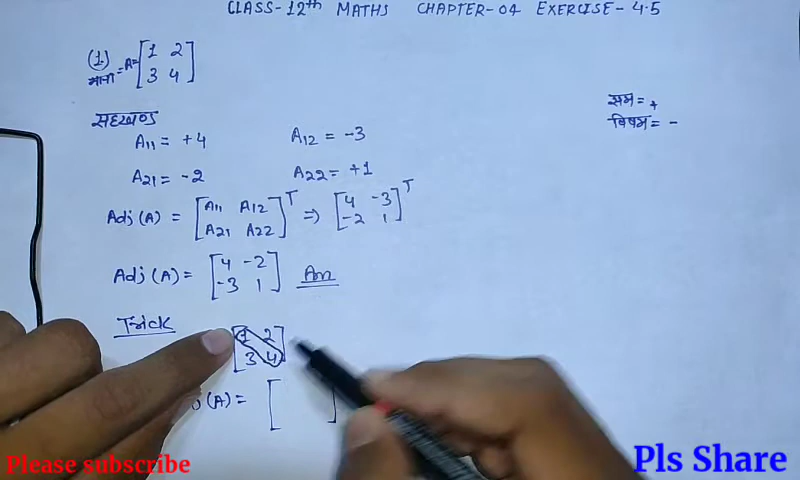 CLASS-12th MATHS CHAPTER-04 EXERCISE-4.5
(1.)
माना = A = [1 2
3 4]
सम = +
विषम = -
सहखण्ड
A11 = +4 A12 = -3
A21 = -2 A22 = +1
Adj(A) = [A11 A12
A21 A22]T ⇒ [4 -3
-2 1]T
Adj(A) = [4 -2
-3 1] Ans
Trick
[1 2
3 4]
(A) = [ ]
Please subscribe
Pls Share